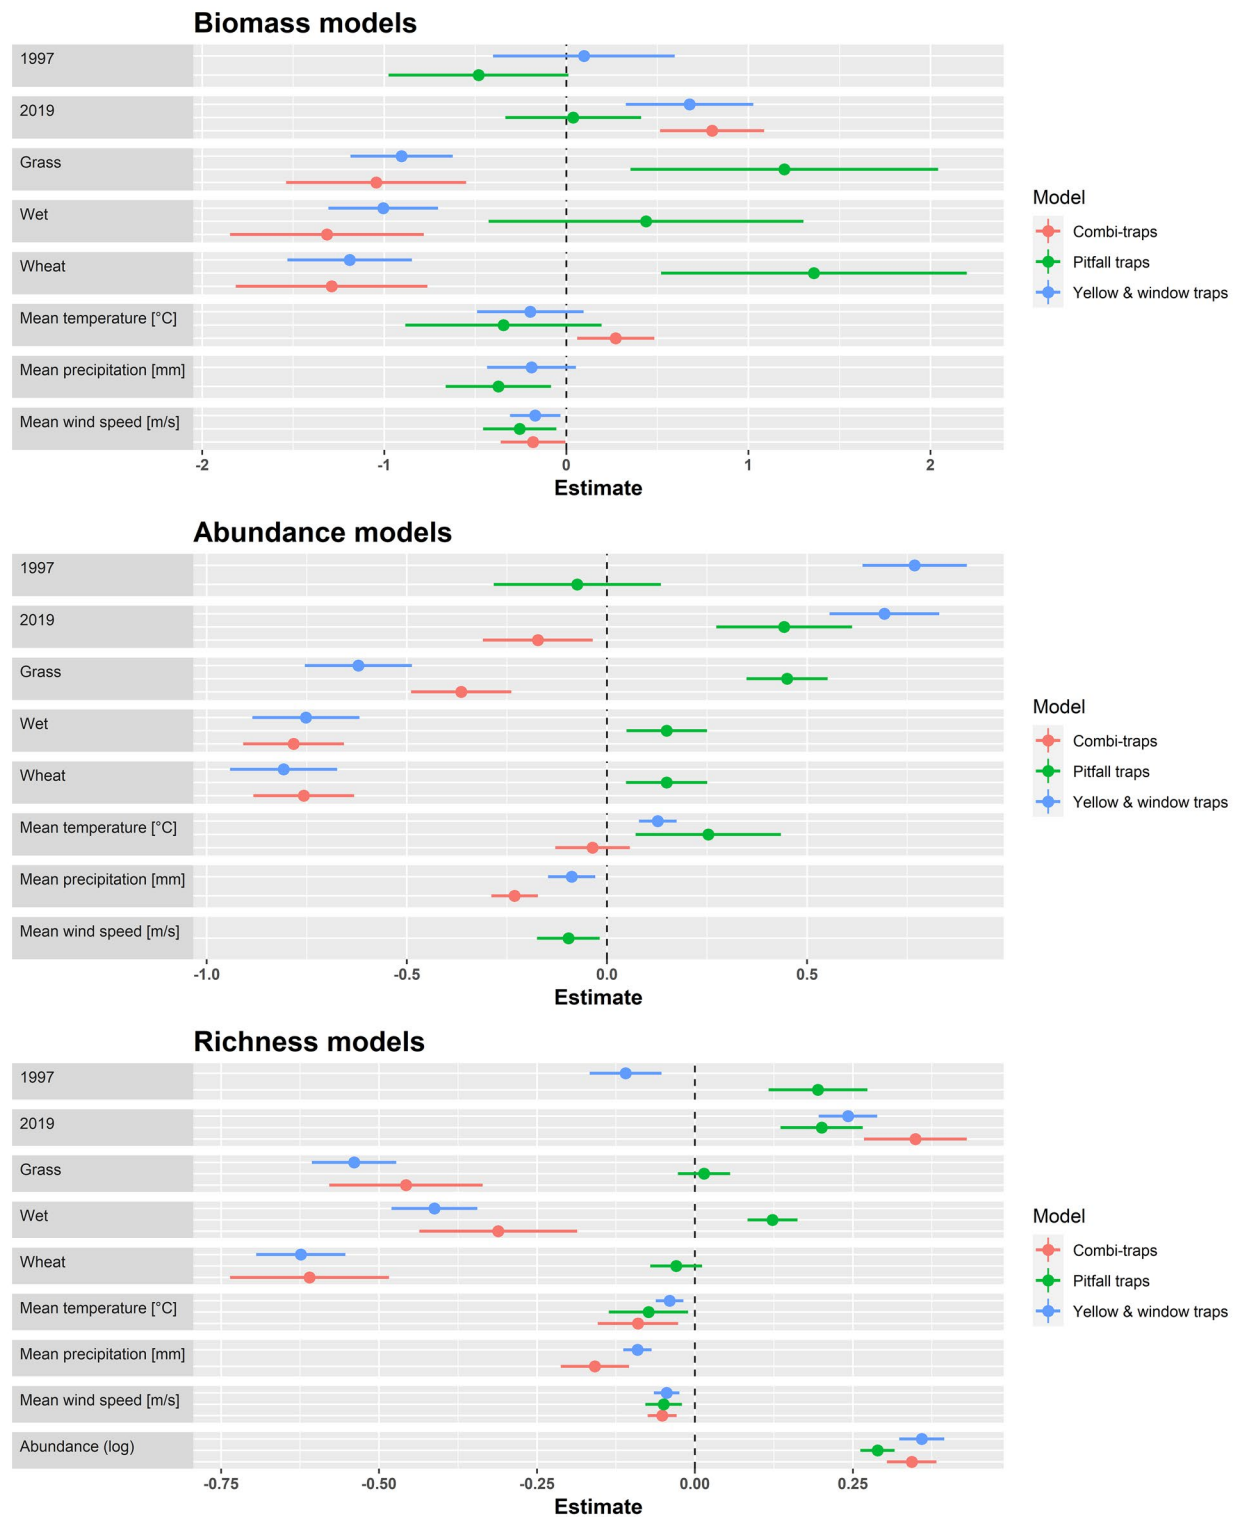 Biomass models
1997
2019
Grass
Wet
Wheat
Mean temperature [°C]
Mean precipitation [mm]
Mean wind speed [m/s]
-2 -1 0 1 2
Estimate
Model
Combi-traps
Pitfall traps
Yellow & window traps
Abundance models
1997
2019
Grass
Wet
Wheat
Mean temperature [°C]
Mean precipitation [mm]
Mean wind speed [m/s]
-1.0 -0.5 0.0 0.5
Estimate
Model
Combi-traps
Pitfall traps
Yellow & window traps
Richness models
1997
2019
Grass
Wet
Wheat
Mean temperature [°C]
Mean precipitation [mm]
Mean wind speed [m/s]
Abundance (log)
-0.75 -0.50 -0.25 0.00 0.25
Estimate
Model
Combi-traps
Pitfall traps
Yellow & window traps